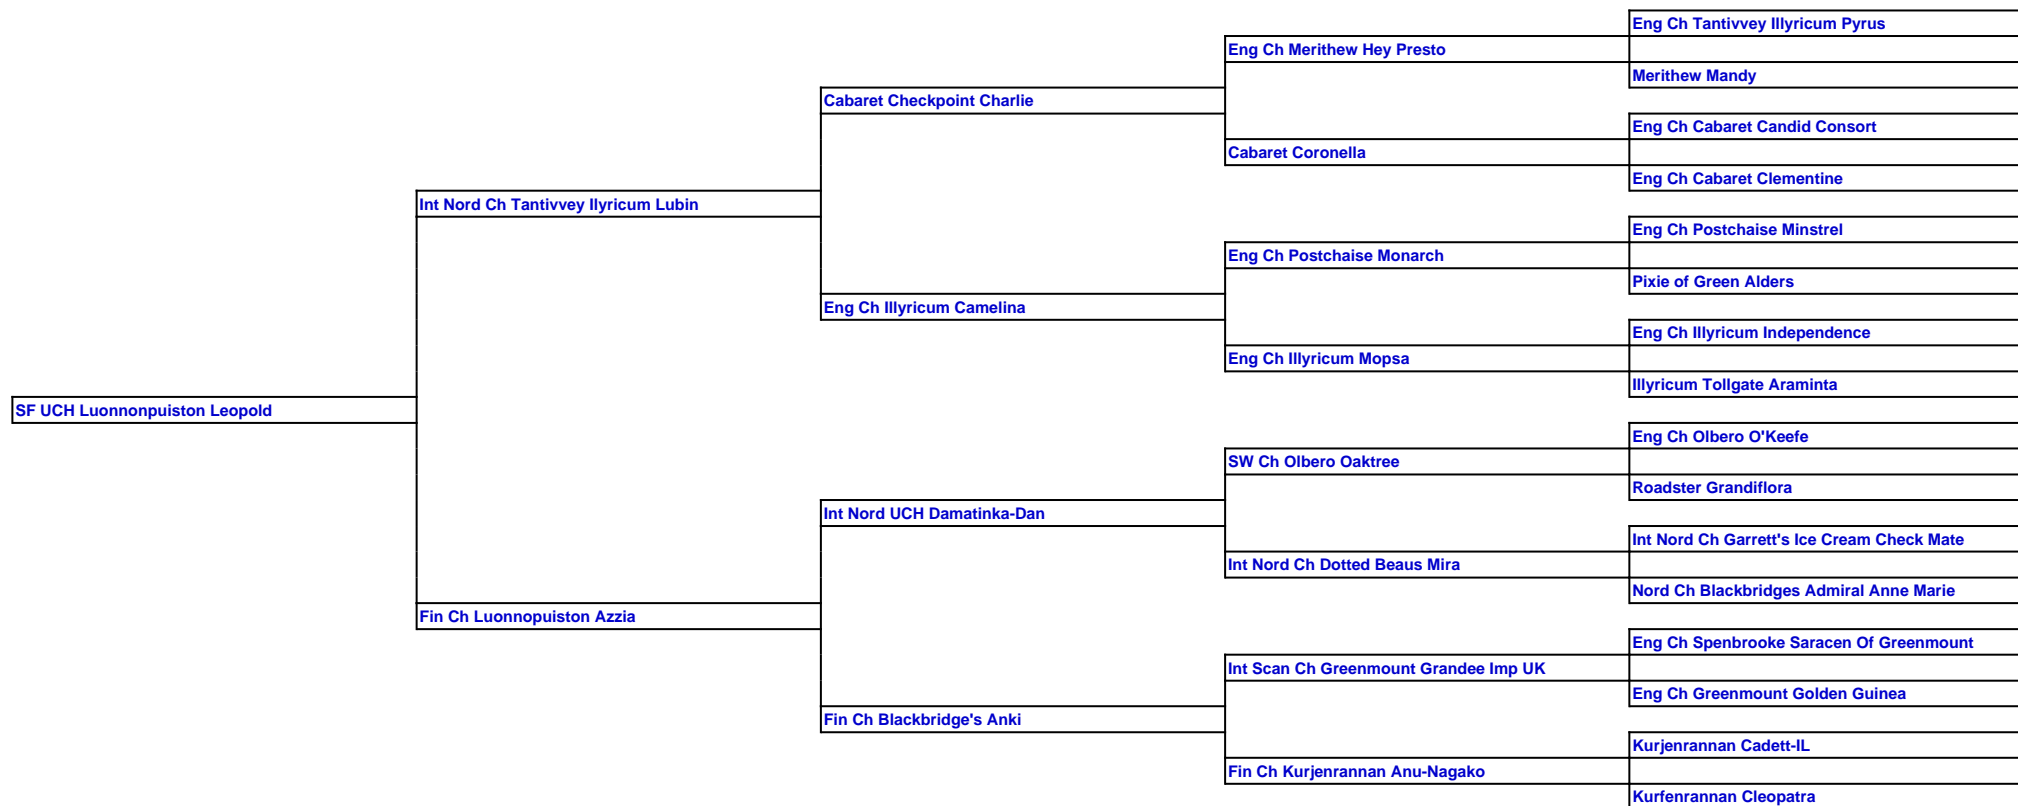 Eng Ch Tantivvey Illyricum Pyrus
Eng Ch Merithew Hey Presto
Merithew Mandy
Cabaret Checkpoint Charlie
Eng Ch Cabaret Candid Consort
Cabaret Coronella
Eng Ch Cabaret Clementine
Int Nord Ch Tantivvey Ilyricum Lubin
Eng Ch Postchaise Minstrel
Eng Ch Postchaise Monarch
Pixie of Green Alders
Eng Ch Illyricum Camelina
Eng Ch Illyricum Independence
Eng Ch Illyricum Mopsa
Illyricum Tollgate Araminta
SF UCH Luonnonpuiston Leopold
Eng Ch Olbero O'Keefe
SW Ch Olbero Oaktree
Roadster Grandiflora
Int Nord UCH Damatinka-Dan
Int Nord Ch Garrett's Ice Cream Check Mate
Int Nord Ch Dotted Beaus Mira
Nord Ch Blackbridges Admiral Anne Marie
Fin Ch Luonnopuiston Azzia
Eng Ch Spenbrooke Saracen Of Greenmount
Int Scan Ch Greenmount Grandee Imp UK
Eng Ch Greenmount Golden Guinea
Fin Ch Blackbridge's Anki
Kurjenrannan Cadett-IL
Fin Ch Kurjenrannan Anu-Nagako
Kurfenrannan Cleopatra